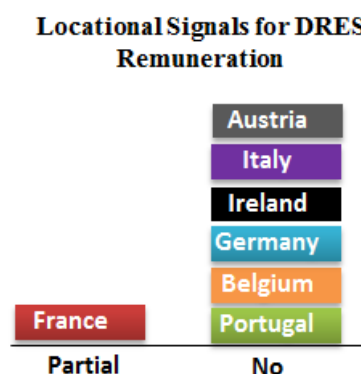 Locational Signals for DRES
Remuneration
Austria
Italy
Ireland
Germany
Belgium
France
Portugal
Partial
No